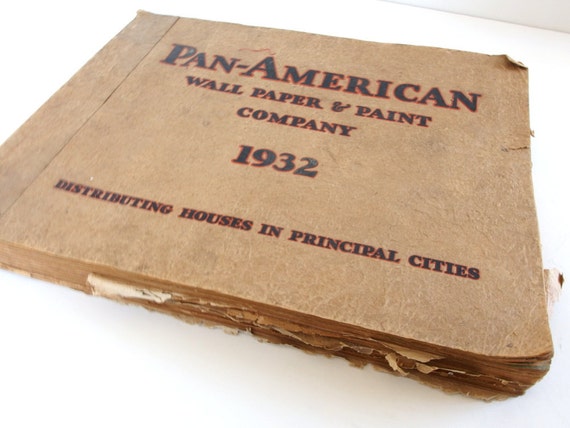 PAN-AMERICAN
WALL PAPER & PAINT
COMPANY
1932
DISTRIBUTING HOUSES IN PRINCIPAL CITIES